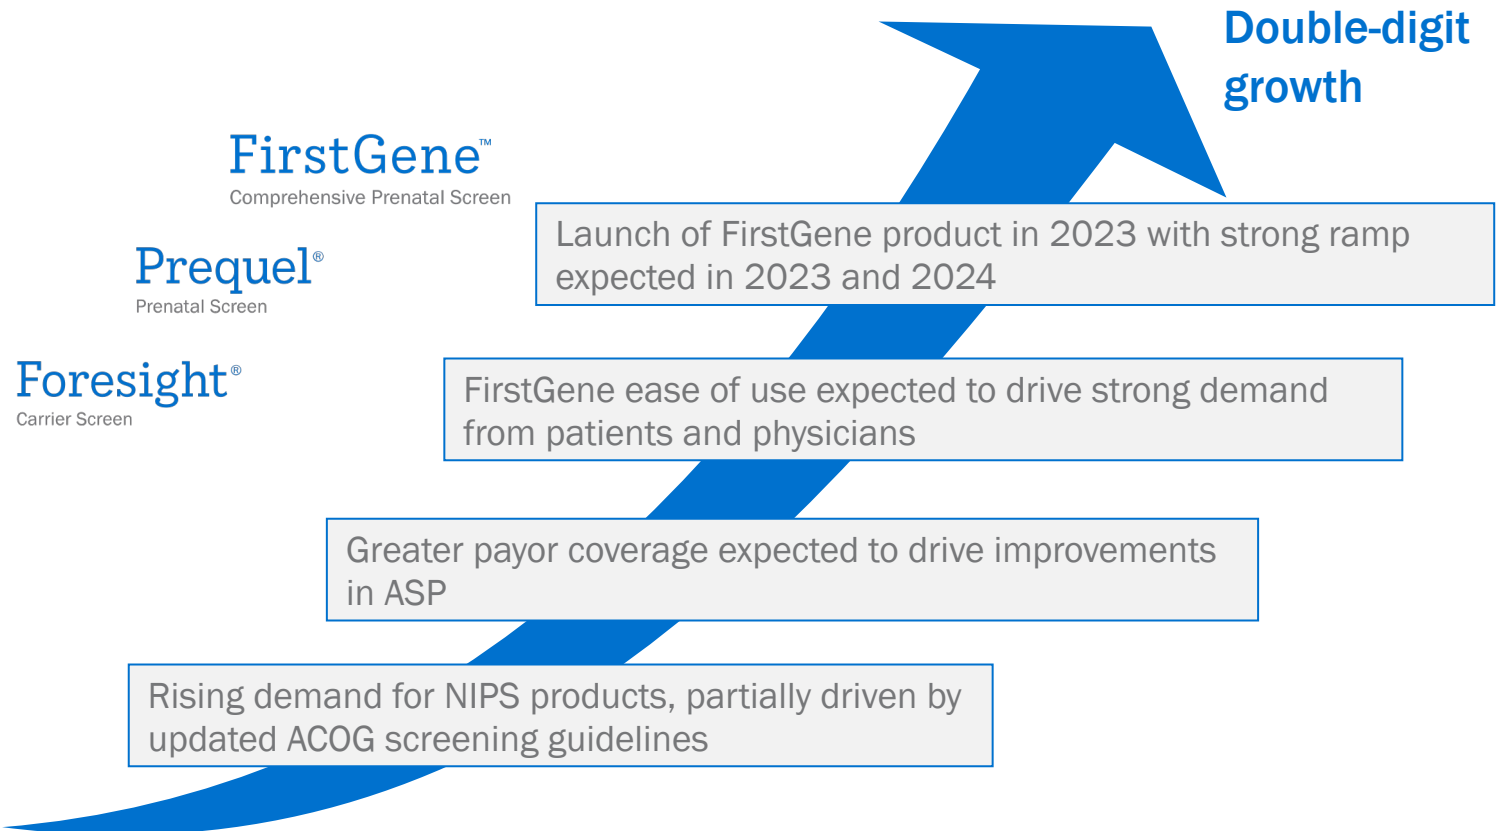 Double-digit
growth
FirstGene™
Comprehensive Prenatal Screen
Launch of FirstGene product in 2023 with strong ramp
expected in 2023 and 2024
Prequel®
Prenatal Screen
Foresight®
Carrier Screen
FirstGene ease of use expected to drive strong demand
from patients and physicians
Greater payor coverage expected to drive improvements
in ASP
Rising demand for NIPS products, partially driven by
updated ACOG screening guidelines